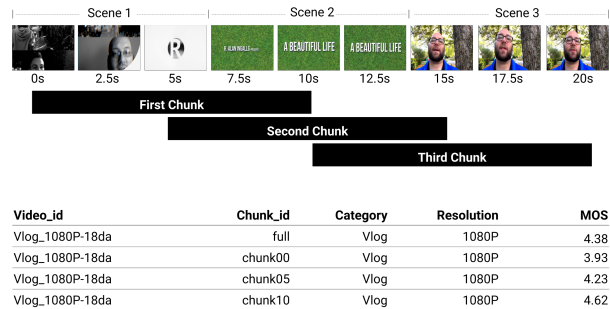 Scene 1 Scene 2 Scene 3
R A BEAUTIFUL LIFE A BEAUTIFUL LIFE
0s 2.5s 5s 7.5s 10s 12.5s 15s 17.5s 20s
First Chunk
Second Chunk
Third Chunk
Video_id Chunk_id Category Resolution MOS
Vlog_1080P-18da full Vlog 1080P 4.38
Vlog_1080P-18da chunk00 Vlog 1080P 3.93
Vlog_1080P-18da chunk05 Vlog 1080P 4.23
Vlog_1080P-18da chunk10 Vlog 1080P 4.62